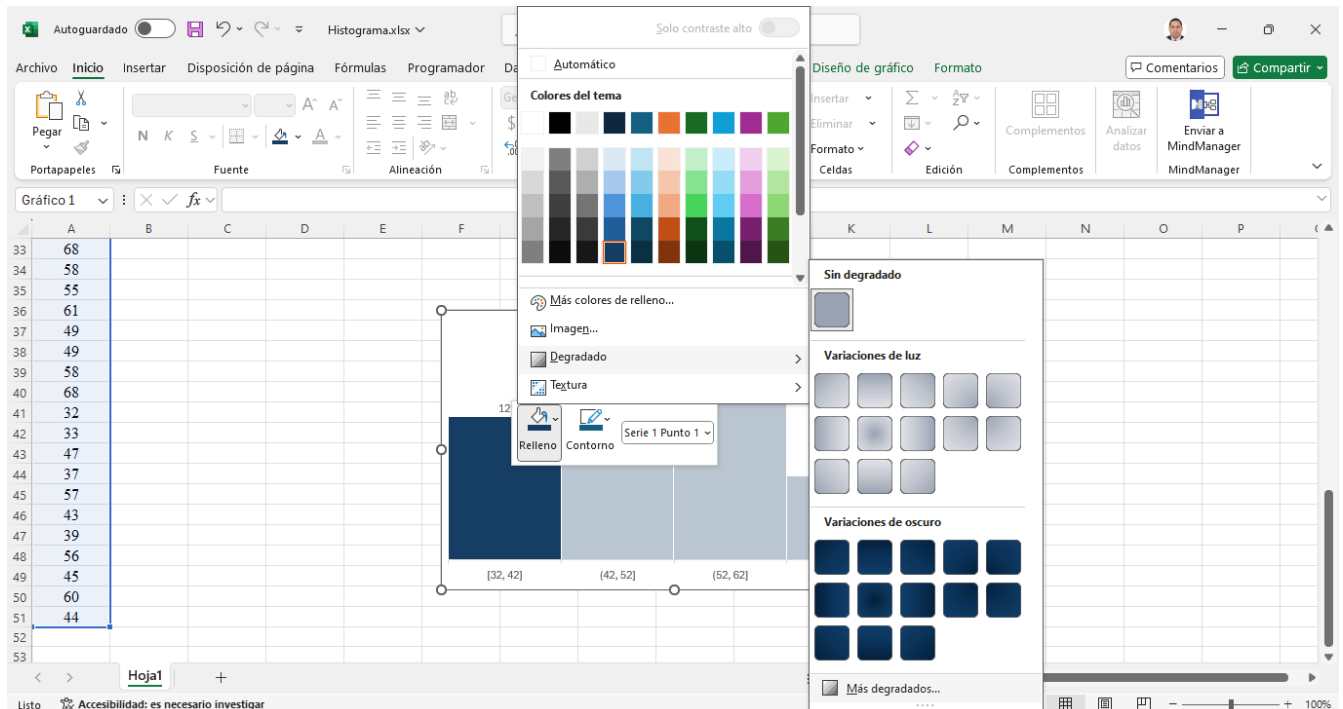 Autoguardado
Histograma.xlsx
Solo contraste alto
Archivo Inicio Insertar Disposición de página Fórmulas Programador Da
Diseño de gráfico Formato
Comentarios Compartir
Automático
Colores del tema
Pegar
Portapapeles
N K S
A A A
Fuente
ab
Alineación
Ge
$
Insertar
Eliminar
Formato
Celdas
Edición
Complementos
Complementos
Analizar
datos
Enviar a
MindManager
MindManager
Gráfico 1
fx
A B C D E F K L M N O P
33 68
34 58
35 55
36 61
37 49
38 49
39 58
40 68
41 32
42 33
43 47
44 37
45 57
46 43
47 39
48 56
49 45
50 60
51 44
52
53
Más colores de relleno...
Imagen...
Degradado
Textura
12
Relleno Contorno Serie 1 Punto 1
[32, 42] (42, 52] (52, 62]
Sin degradado
Variaciones de luz
Variaciones de oscuro
Más degradados...
Hoja1
Listo Accesibilidad: es necesario investigar
100%